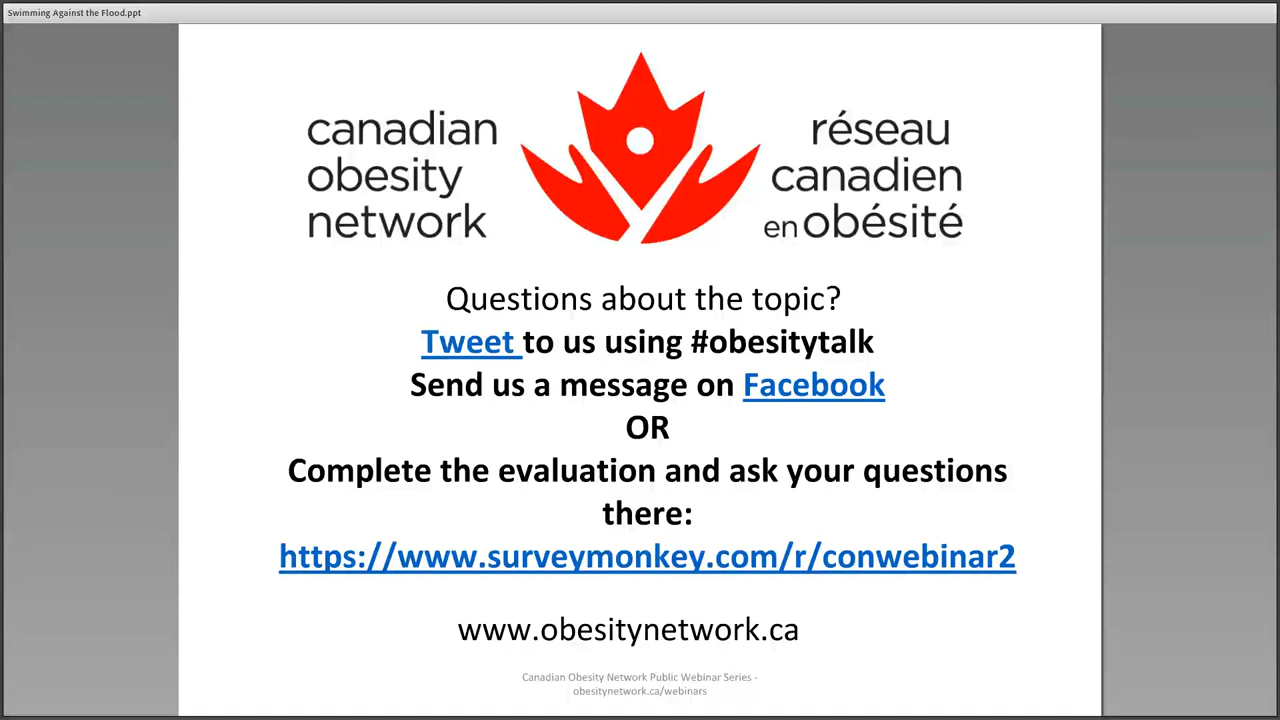 Swimming Against the Flood.ppt
canadian
obesity
network
réseau
canadien
en obésité
Questions about the topic?
Tweet to us using #obesitytalk
Send us a message on Facebook
OR
Complete the evaluation and ask your questions
there:
https://www.surveymonkey.com/r/conwebinar2
www.obesitynetwork.ca
Canadian Obesity Network Public Webinar Series -
obesitynetwork.ca/webinars